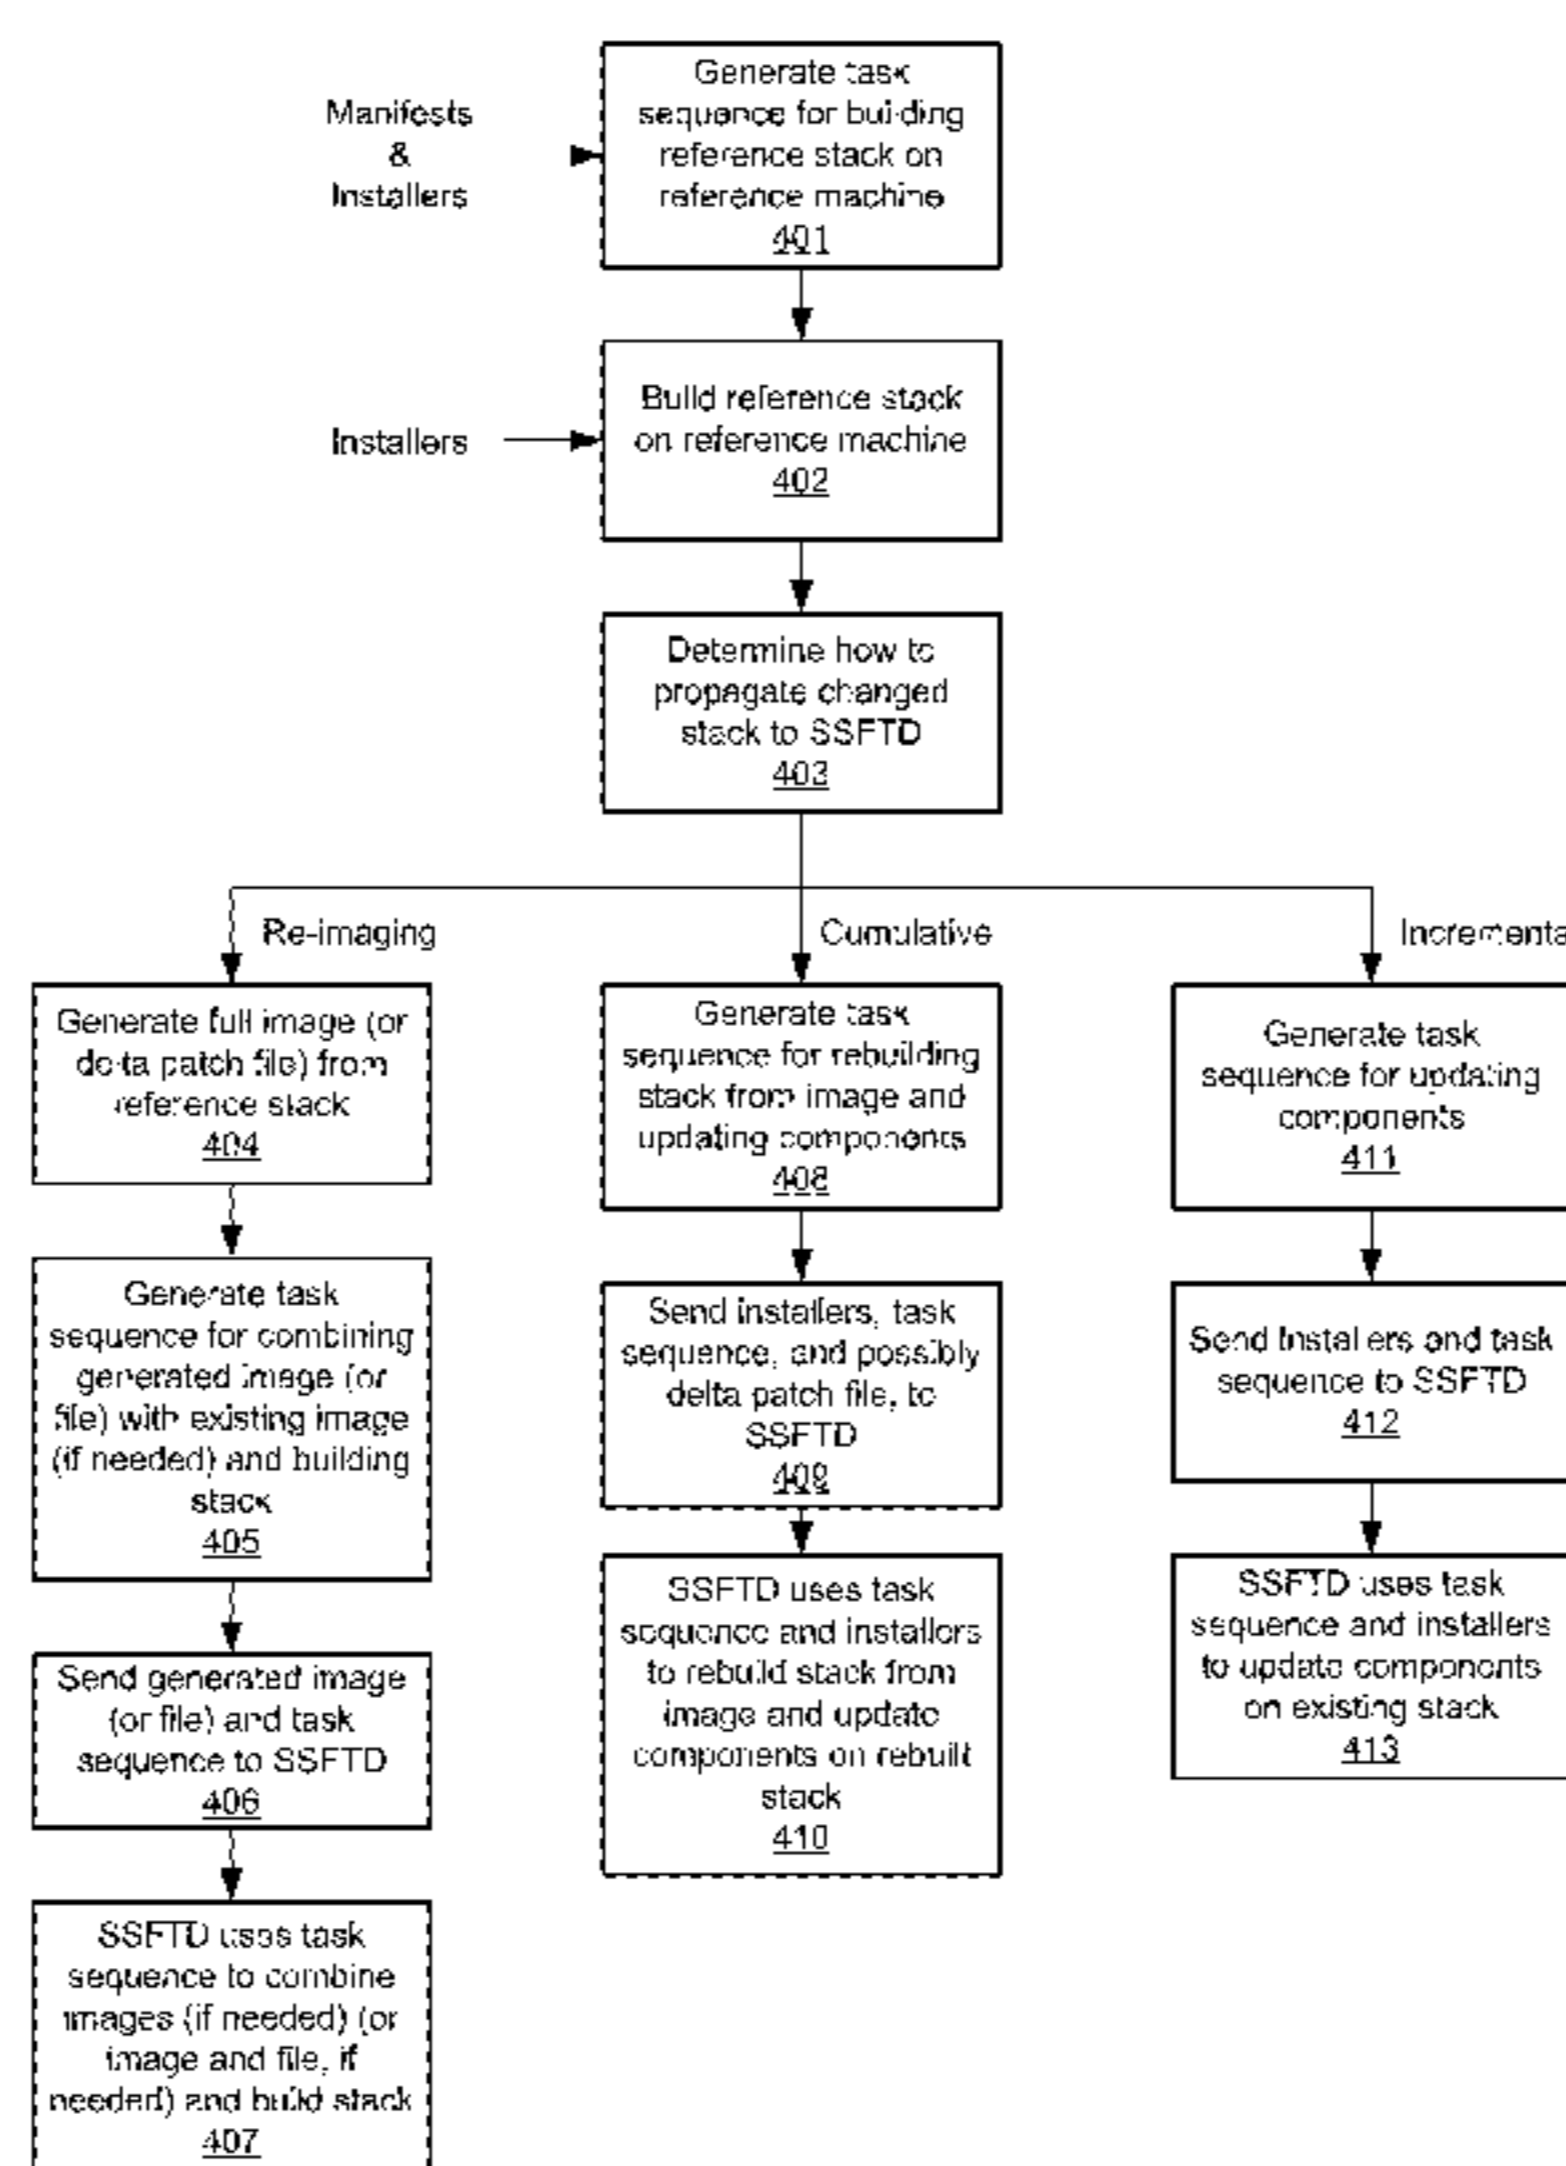 Manifests
&
Installers
Generate task
sequence for building
reference stack on
reference machine
401
Installers
Build reference stack
on reference machine
402
Determine how to
propagate changed
stack to SSFTD
403
Re-imaging
Cumulative
Incrementa
Generate full image (or
delta patch file) from
reference stack
404
Generate task
sequence for combining
generated image (or
file) with existing image
(if needed) and building
stack
405
Send generated image
(or file) and task
sequence to SSFTD
406
SSFTD uses task
sequence to combine
images (if needed) (or
image and file, if
needed) and build stack
407
Generate task
sequence for rebuilding
stack from image and
updating components
408
Send installers, task
sequence, and possibly
delta patch file, to
SSFTD
409
SSFTD uses task
sequence and installers
to rebuild stack from
image and update
components on rebuilt
stack
410
Generate task
sequence for updating
components
411
Send Installers and task
sequence to SSFTD
412
SSFTD uses task
sequence and installers
to update components
on existing stack
413